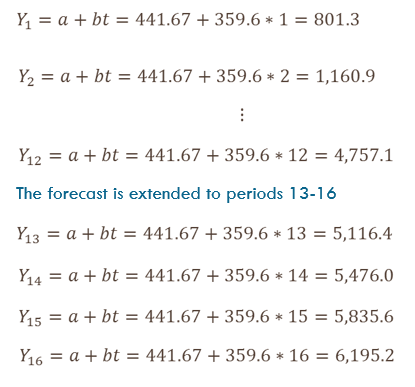 Y₁ = a + bt = 441.67 + 359.6 ∗ 1 = 801.3
Y₂ = a + bt = 441.67 + 359.6 ∗ 2 = 1,160.9
⋮
Y₁₂ = a + bt = 441.67 + 359.6 ∗ 12 = 4,757.1
The forecast is extended to periods 13-16
Y₁₃ = a + bt = 441.67 + 359.6 ∗ 13 = 5,116.4
Y₁₄ = a + bt = 441.67 + 359.6 ∗ 14 = 5,476.0
Y₁₅ = a + bt = 441.67 + 359.6 ∗ 15 = 5,835.6
Y₁₆ = a + bt = 441.67 + 359.6 ∗ 16 = 6,195.2